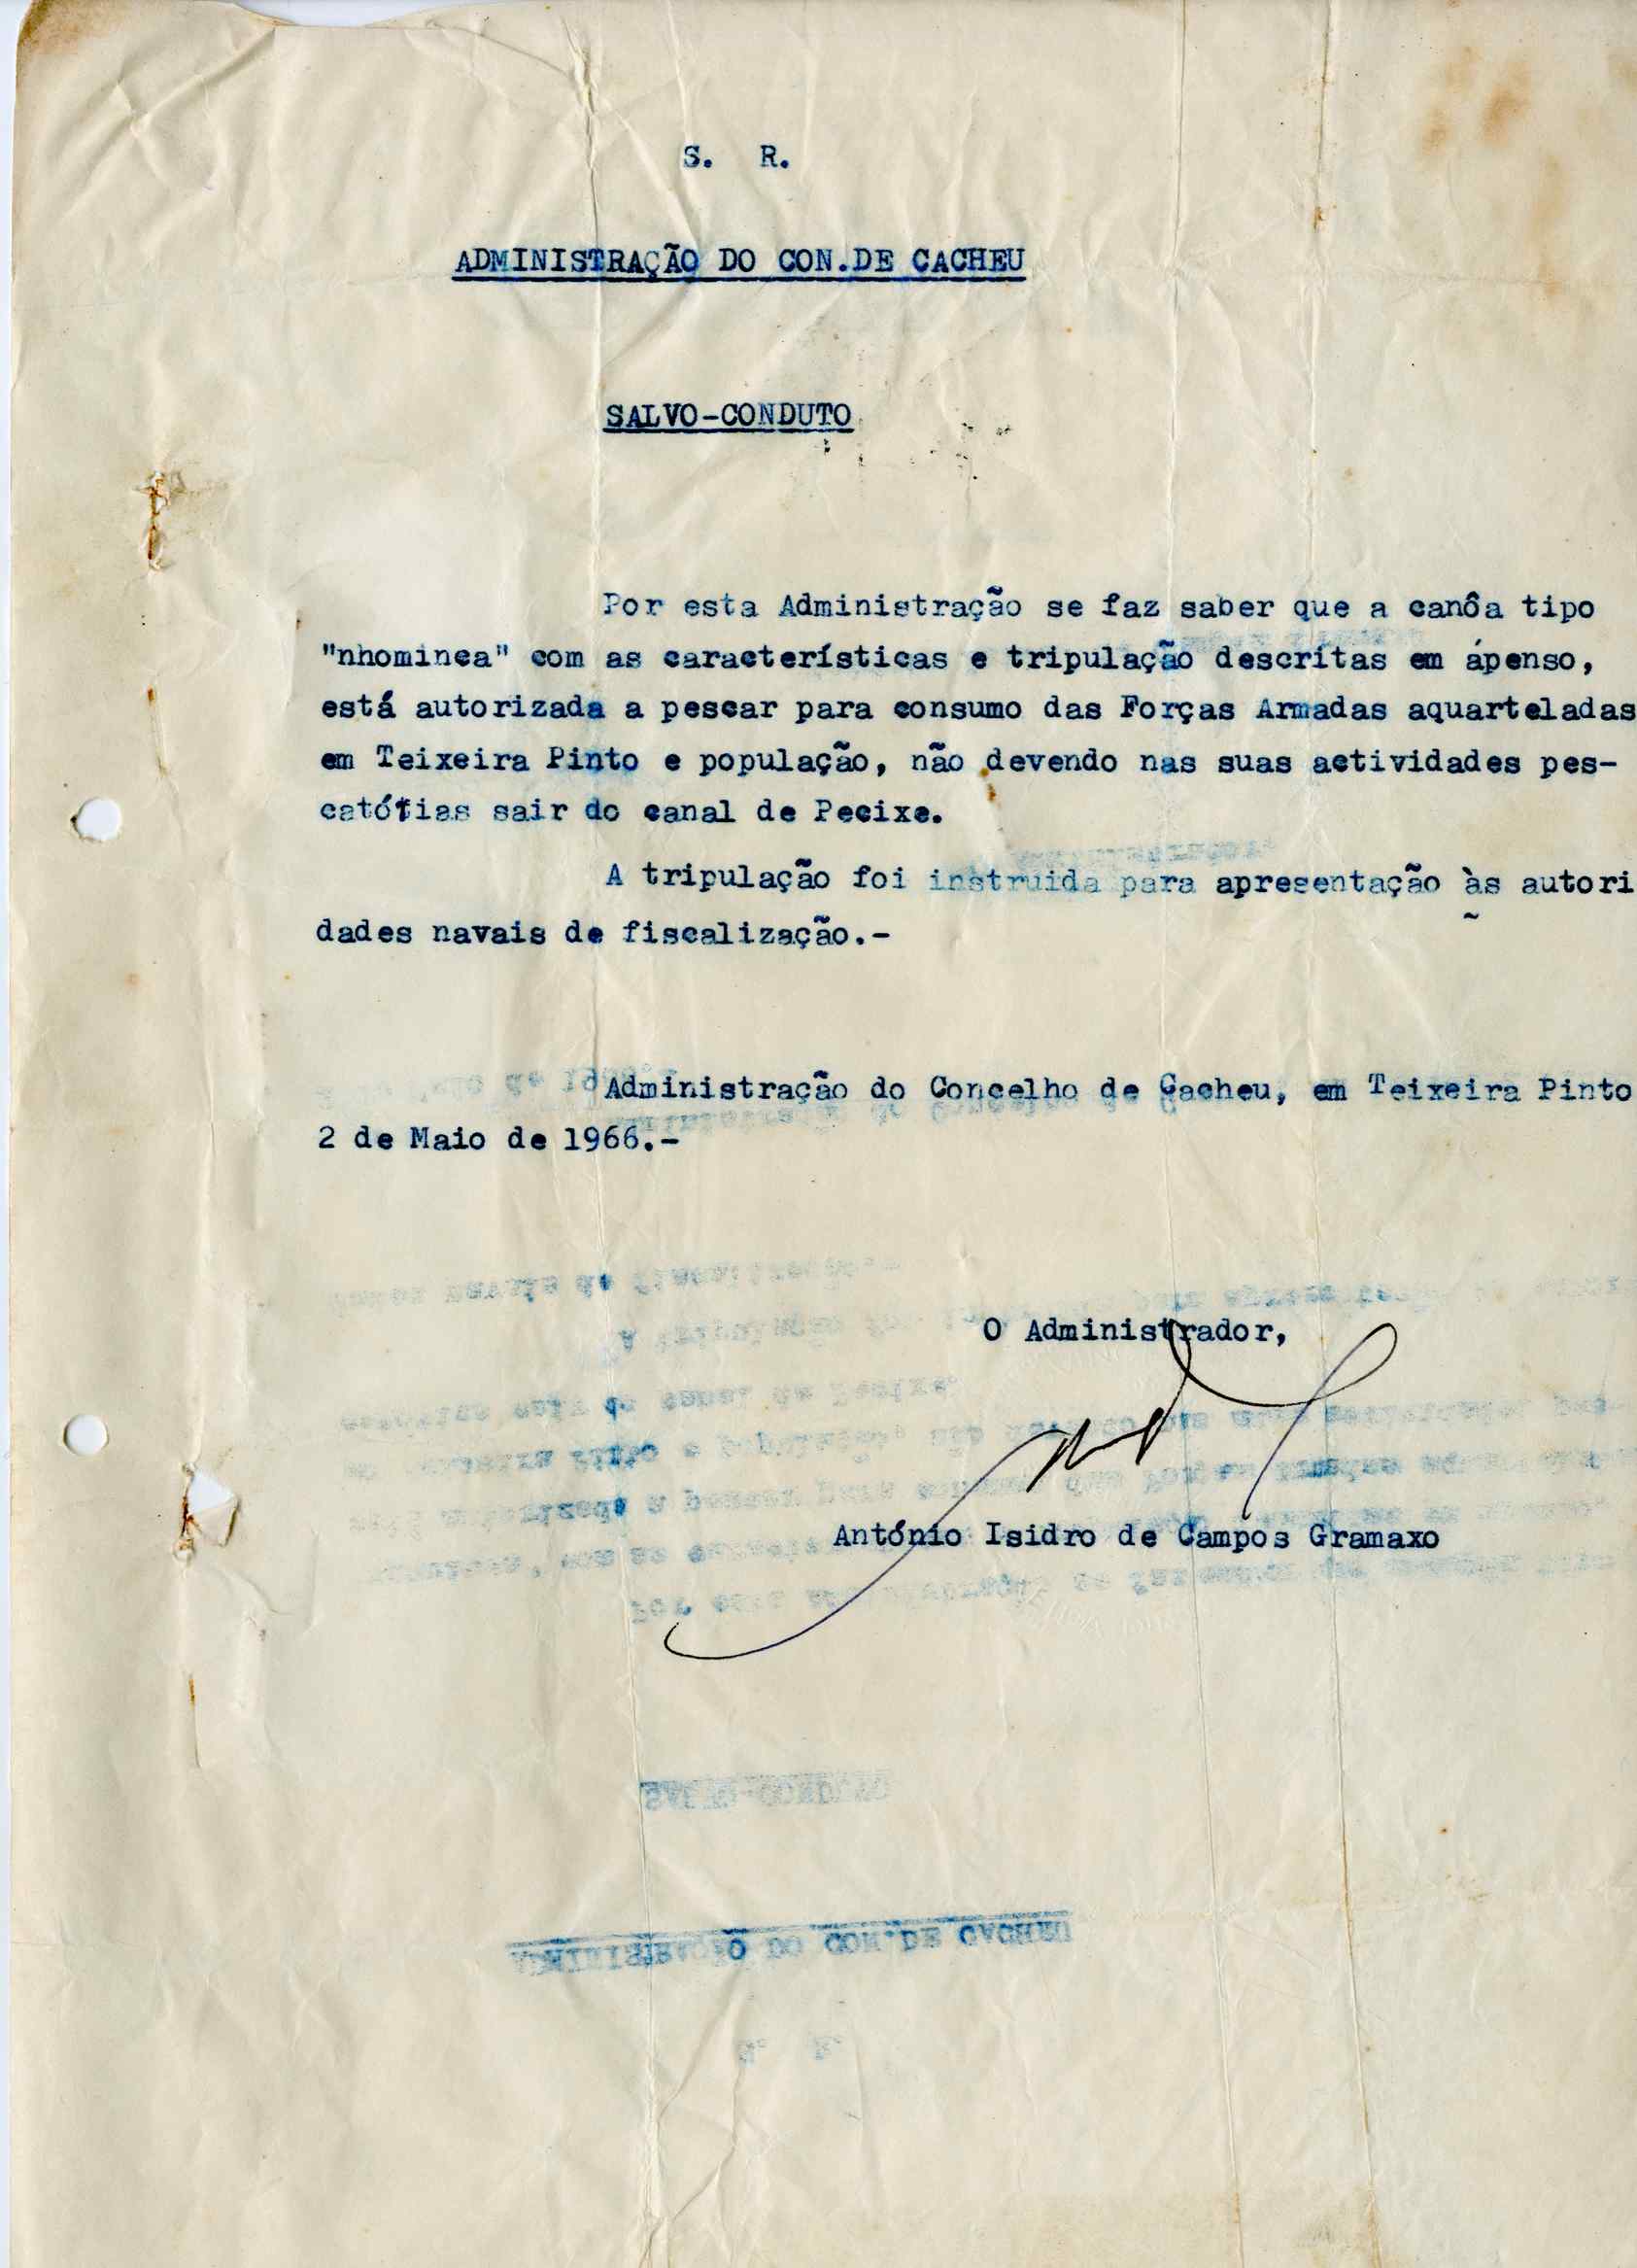 S. R.
ADMINISTRAÇÃO DO CON.DE CACHEU
SALVO-CONDUTO
Por esta Administração se faz saber que a canôa tipo
"nhominea" com as características e tripulação descritas em ápenso,
está autorizada a pescar para consumo das Forças Armadas aquarteladas
em Teixeira Pinto e população, não devendo nas suas actividades pes-
catótias sair do canal de Pecixe.
A tripulação foi instruida para apresentação às autori
dades navais de fiscalização.-
Administração do Concelho de Cacheu, em Teixeira Pinto
2 de Maio de 1966.-
O Administrador,
António Isidro de Campos Gramaxo